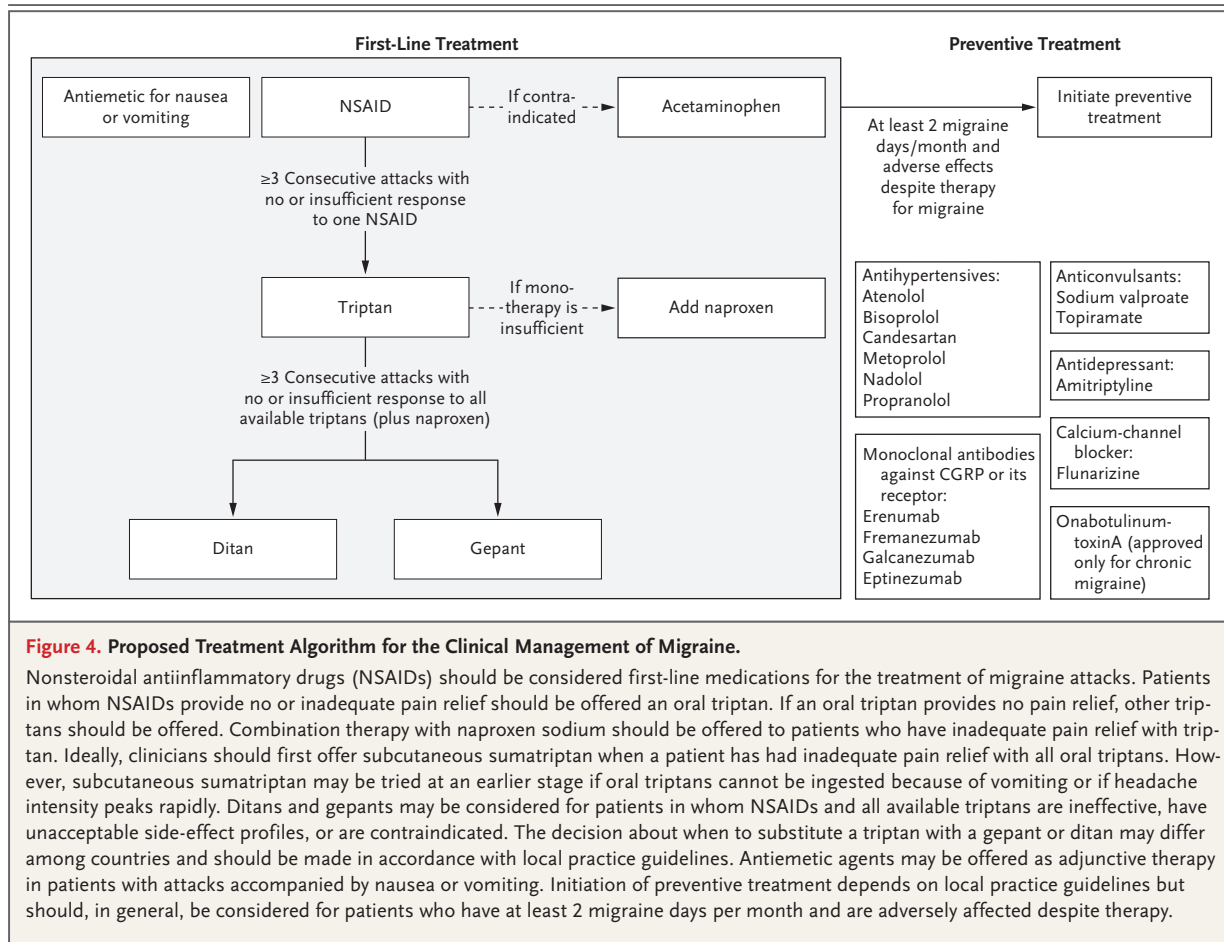 First-Line Treatment
Antiemetic for nausea
or vomiting
NSAID
If contra-
indicated
Acetaminophen
≥3 Consecutive attacks with
no or insufficient response
to one NSAID
Triptan
If mono-
therapy is
insufficient
Add naproxen
≥3 Consecutive attacks with
no or insufficient response to all
available triptans (plus naproxen)
Ditan
Gepant
Preventive Treatment
At least 2 migraine
days/month and
adverse effects
despite therapy
for migraine
Initiate preventive
treatment
Antihypertensives:
Atenolol
Bisoprolol
Candesartan
Metoprolol
Nadolol
Propranolol
Monoclonal antibodies
against CGRP or its
receptor:
Erenumab
Fremanezumab
Galcanezumab
Eptinezumab
Anticonvulsants:
Sodium valproate
Topiramate
Antidepressant:
Amitriptyline
Calcium-channel
blocker:
Flunarizine
Onabotulinum-
toxinA (approved
only for chronic
migraine)
Figure 4. Proposed Treatment Algorithm for the Clinical Management of Migraine.
Nonsteroidal antiinflammatory drugs (NSAIDs) should be considered first-line medications for the treatment of migraine attacks. Patients
in whom NSAIDs provide no or inadequate pain relief should be offered an oral triptan. If an oral triptan provides no pain relief, other trip-
tans should be offered. Combination therapy with naproxen sodium should be offered to patients who have inadequate pain relief with trip-
tan. Ideally, clinicians should first offer subcutaneous sumatriptan when a patient has had inadequate pain relief with all oral triptans. How-
ever, subcutaneous sumatriptan may be tried at an earlier stage if oral triptans cannot be ingested because of vomiting or if headache
intensity peaks rapidly. Ditans and gepants may be considered for patients in whom NSAIDs and all available triptans are ineffective, have
unacceptable side-effect profiles, or are contraindicated. The decision about when to substitute a triptan with a gepant or ditan may differ
among countries and should be made in accordance with local practice guidelines. Antiemetic agents may be offered as adjunctive therapy
in patients with attacks accompanied by nausea or vomiting. Initiation of preventive treatment depends on local practice guidelines but
should, in general, be considered for patients who have at least 2 migraine days per month and are adversely affected despite therapy.